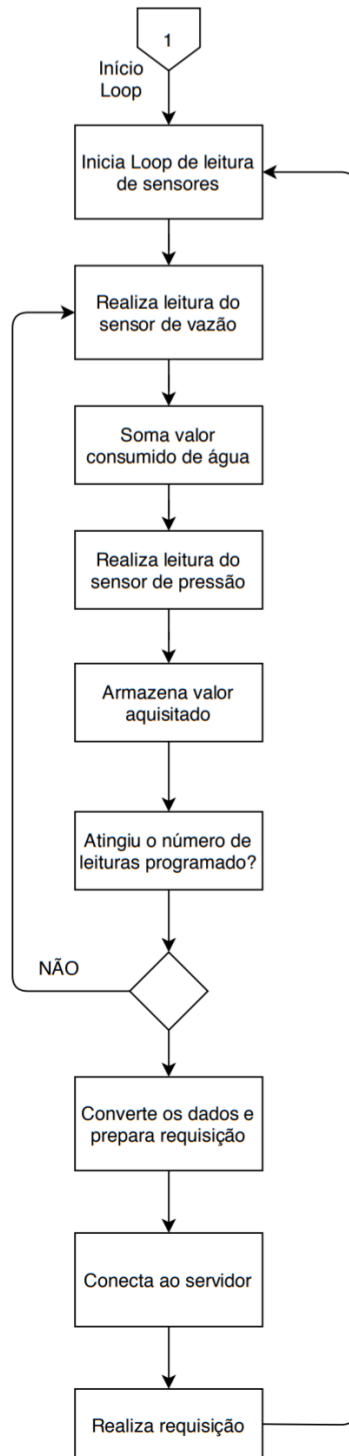 1
Início
Loop
Inicia Loop de leitura
de sensores
Realiza leitura do
sensor de vazão
Soma valor
consumido de água
Realiza leitura do
sensor de pressão
Armazena valor
aquisitado
Atingiu o número de
leituras programado?
NÃO
Converte os dados e
prepara requisição
Conecta ao servidor
Realiza requisição